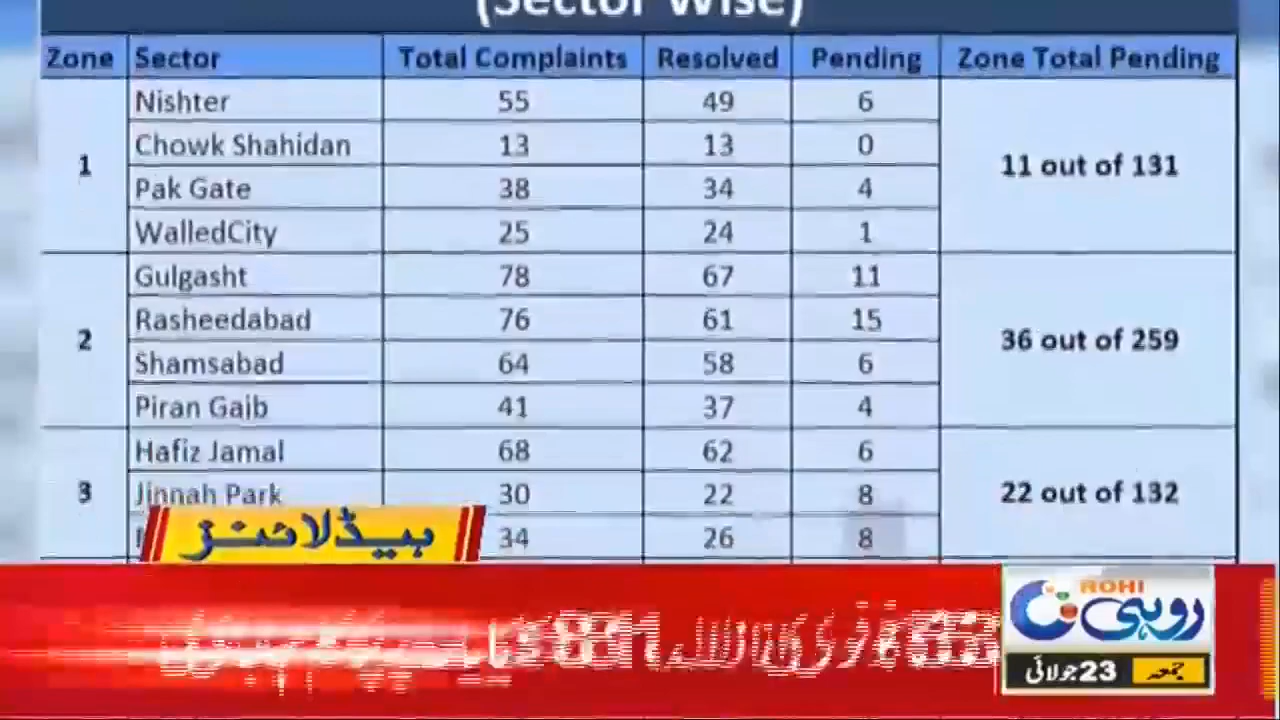 (Sector Wise)
Zone Sector Total Complaints Resolved Pending Zone Total Pending
1 Nishter 55 49 6 11 out of 131
Chowk Shahidan 13 13 0
Pak Gate 38 34 4
WalledCity 25 24 1
2 Gulgasht 78 67 11 36 out of 259
Rasheedabad 76 61 15
Shamsabad 64 58 6
Piran Gaib 41 37 4
3 Hafiz Jamal 68 62 6 22 out of 132
Jinnah Park 30 22 8
34 26 8
ہیڈلائنز
ROHI
روہی
جمعہ 23 جولائی